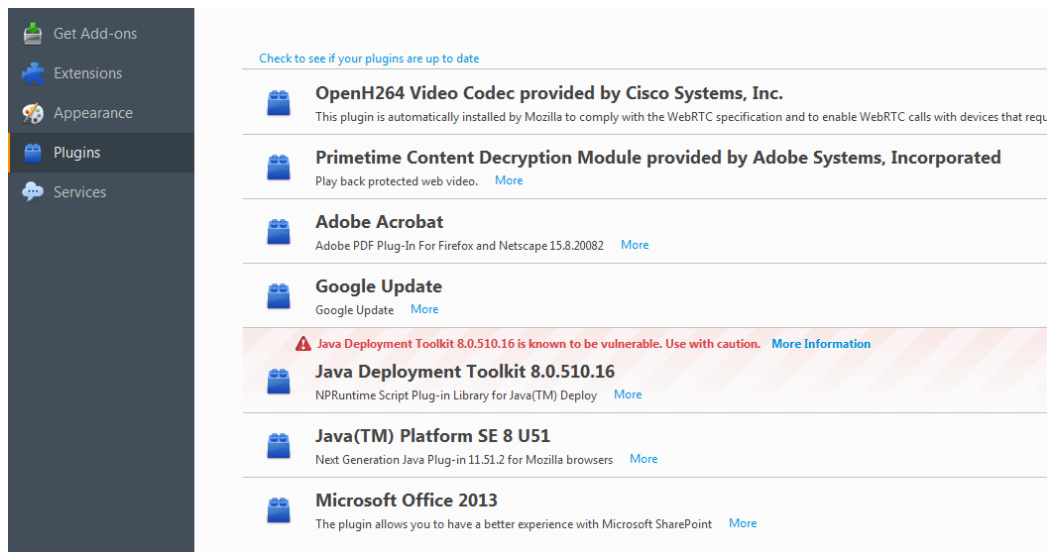 Get Add-ons
Extensions
Appearance
Plugins
Services
Check to see if your plugins are up to date
OpenH264 Video Codec provided by Cisco Systems, Inc.
This plugin is automatically installed by Mozilla to comply with the WebRTC specification and to enable WebRTC calls with devices that requ
Primetime Content Decryption Module provided by Adobe Systems, Incorporated
Play back protected web video. More
Adobe Acrobat
Adobe PDF Plug-In For Firefox and Netscape 15.8.20082 More
Google Update
Google Update More
Java Deployment Toolkit 8.0.510.16 is known to be vulnerable. Use with caution. More Information
Java Deployment Toolkit 8.0.510.16
NPRuntime Script Plug-in Library for Java(TM) Deploy More
Java(TM) Platform SE 8 U51
Next Generation Java Plug-in 11.51.2 for Mozilla browsers More
Microsoft Office 2013
The plugin allows you to have a better experience with Microsoft SharePoint More